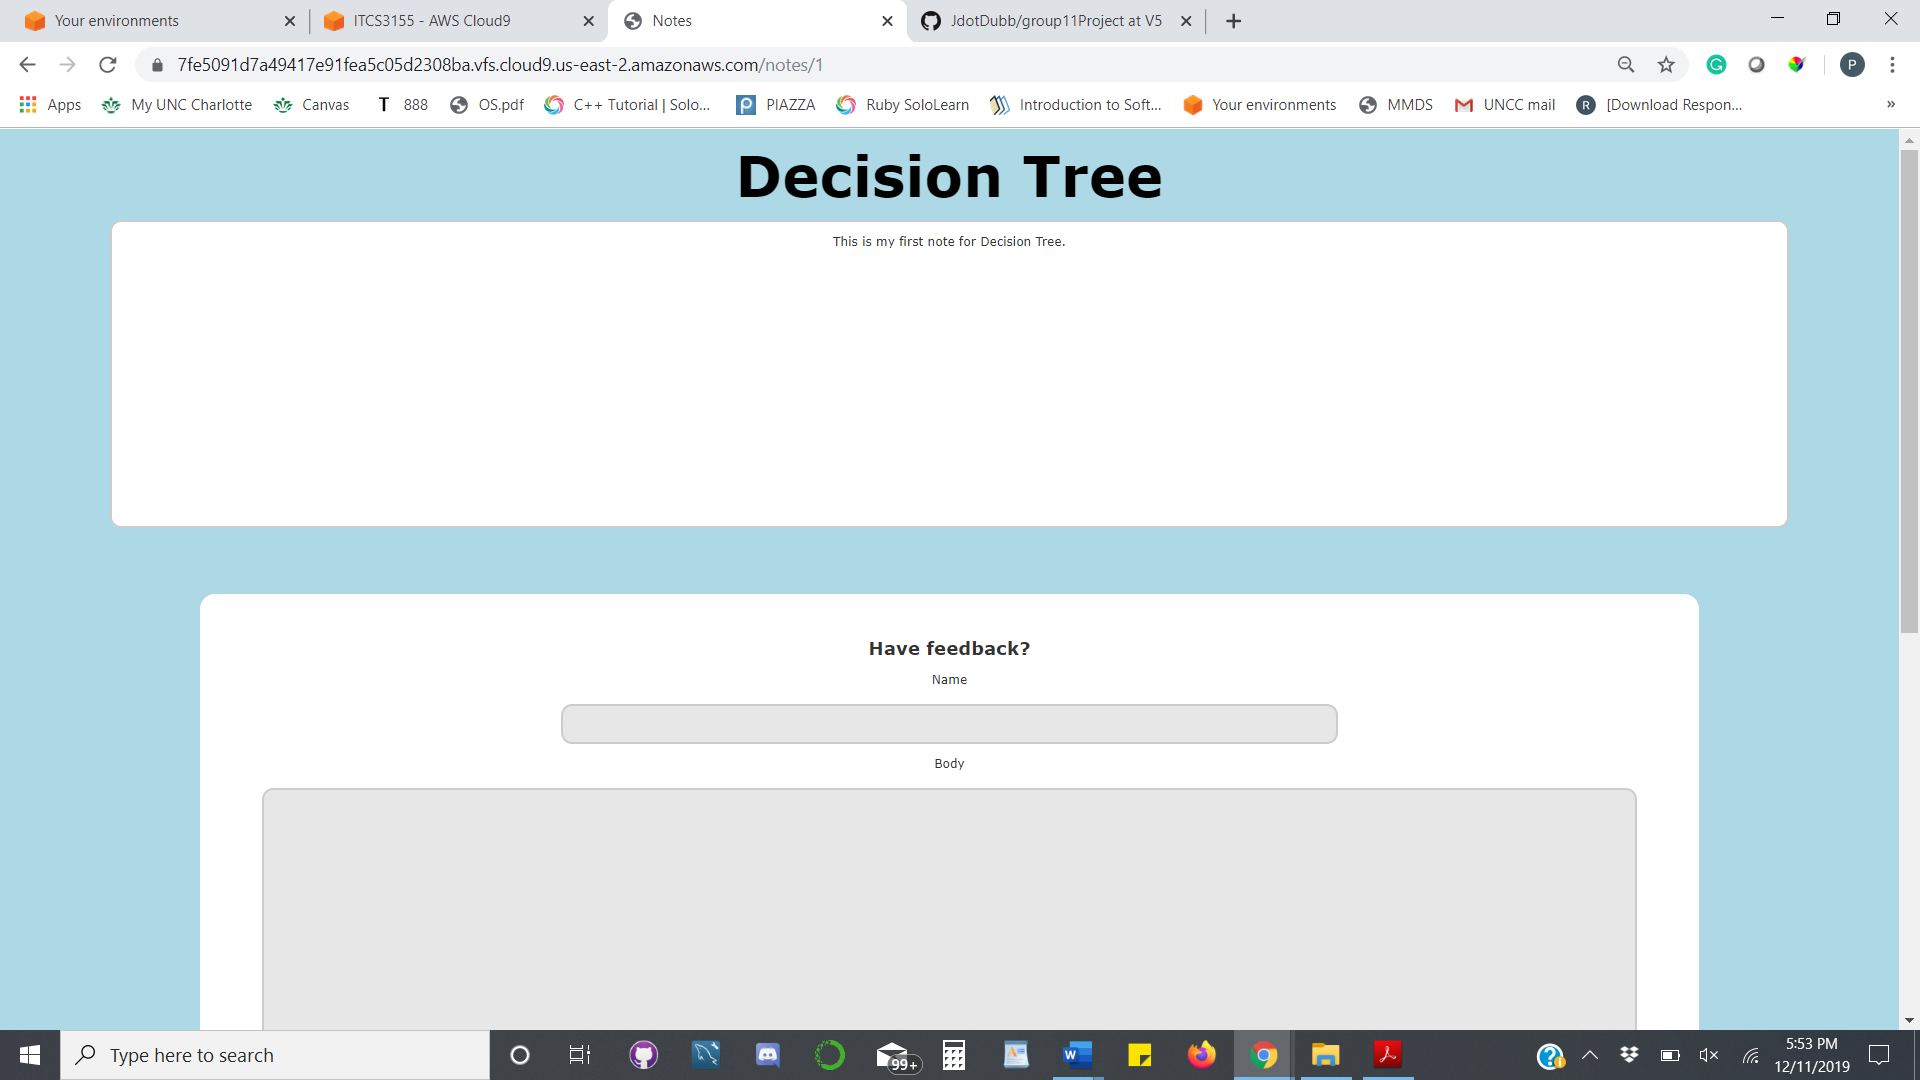 Your environments
ITCS3155 - AWS Cloud9
Notes
JdotDubb/group11Project at V5
7fe5091d7a49417e91fea5c05d2308ba.vfs.cloud9.us-east-2.amazonaws.com/notes/1
G
P
Apps
My UNC Charlotte
Canvas
T 888
OS.pdf
C++ Tutorial | Solo...
P PIAZZA
Ruby SoloLearn
Introduction to Soft...
Your environments
MMDS
UNCC mail
R [Download Respon...
»
Decision Tree
This is my first note for Decision Tree.
Have feedback?
Name
Body
Type here to search
99+
W
5:53 PM
12/11/2019